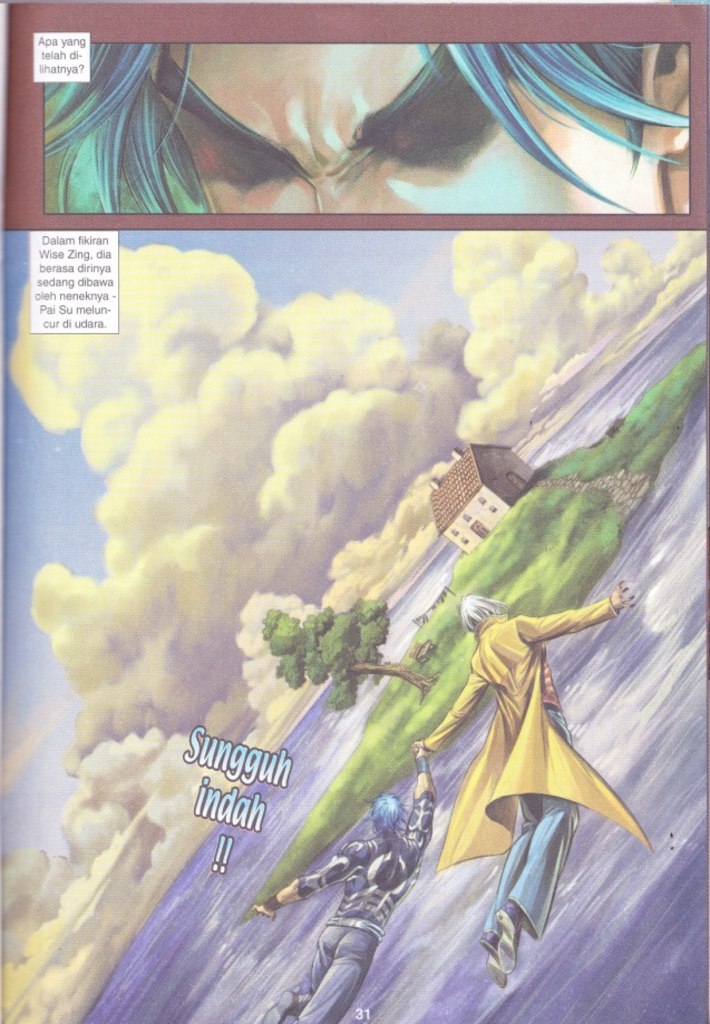 Apa yang
telah di-
lihatnya?
Dalam fikiran
Wise Zing, dia
berasa dirinya
sedang dibawa
oleh neneknya -
Pai Su melun-
cur di udara.
Sungguh
indah
!!
31